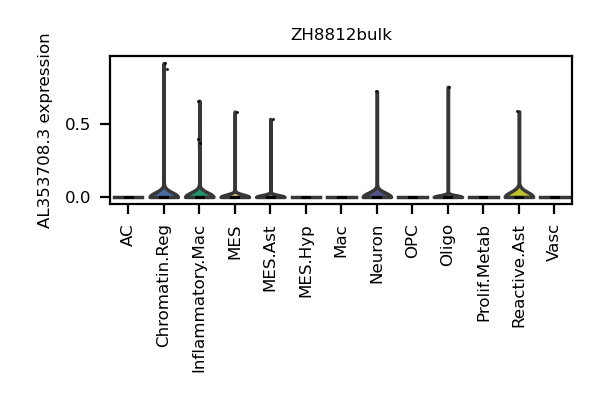 ZH8812bulk
AL353708.3 expression
0.5
0.0
AC
Chromatin.Reg
Inflammatory.Mac
MES
MES.Ast
MES.Hyp
Mac
Neuron
OPC
Oligo
Prolif.Metab
Reactive.Ast
Vasc